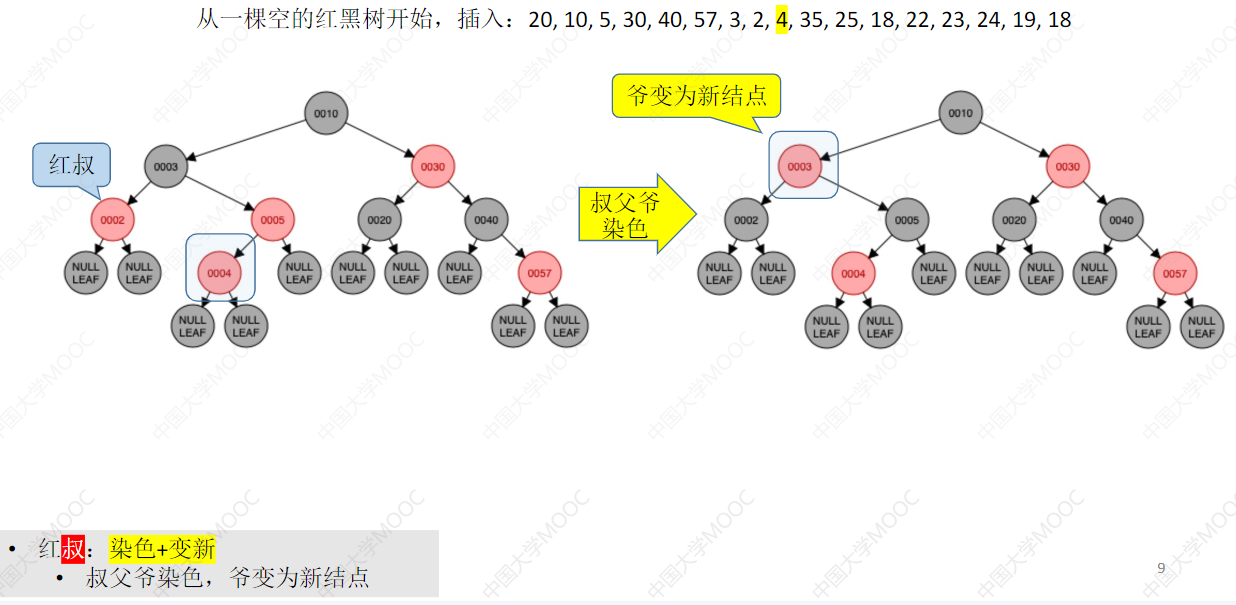 从一棵空的红黑树开始，插入：20, 10, 5, 30, 40, 57, 3, 2, 4, 35, 25, 18, 22, 23, 24, 19, 18
爷变为新结点
红叔
0010
0003
0030
0002
0005
0020
0040
0004
NULL LEAF
NULL LEAF
NULL LEAF
NULL LEAF
NULL LEAF
NULL LEAF
0057
NULL LEAF
NULL LEAF
NULL LEAF
NULL LEAF
叔父爷
染色
0010
0003
0030
0002
0005
0020
0040
NULL LEAF
NULL LEAF
0004
NULL LEAF
NULL LEAF
NULL LEAF
NULL LEAF
0057
NULL LEAF
NULL LEAF
NULL LEAF
NULL LEAF
• 红叔：染色+变新
• 叔父爷染色，爷变为新结点
9
中国大学MOOC